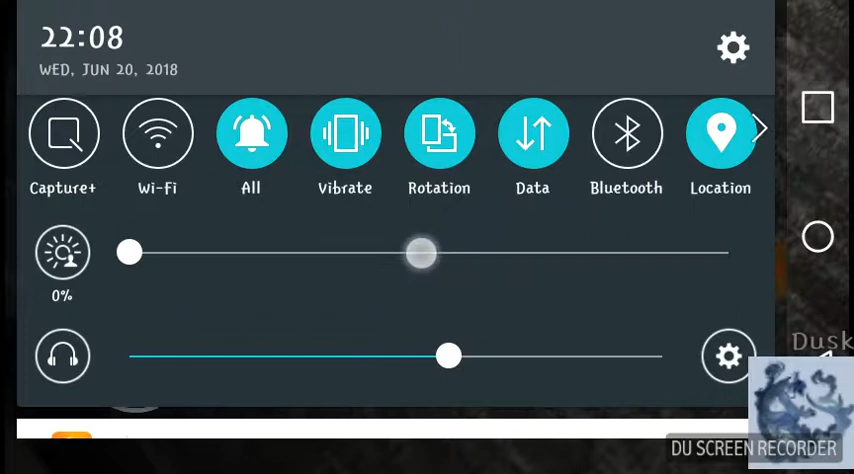 22:08
WED, JUN 20, 2018
Capture+ Wi-Fi All Vibrate Rotation Data Bluetooth Location
0%
Dusk
DU SCREEN RECORDER